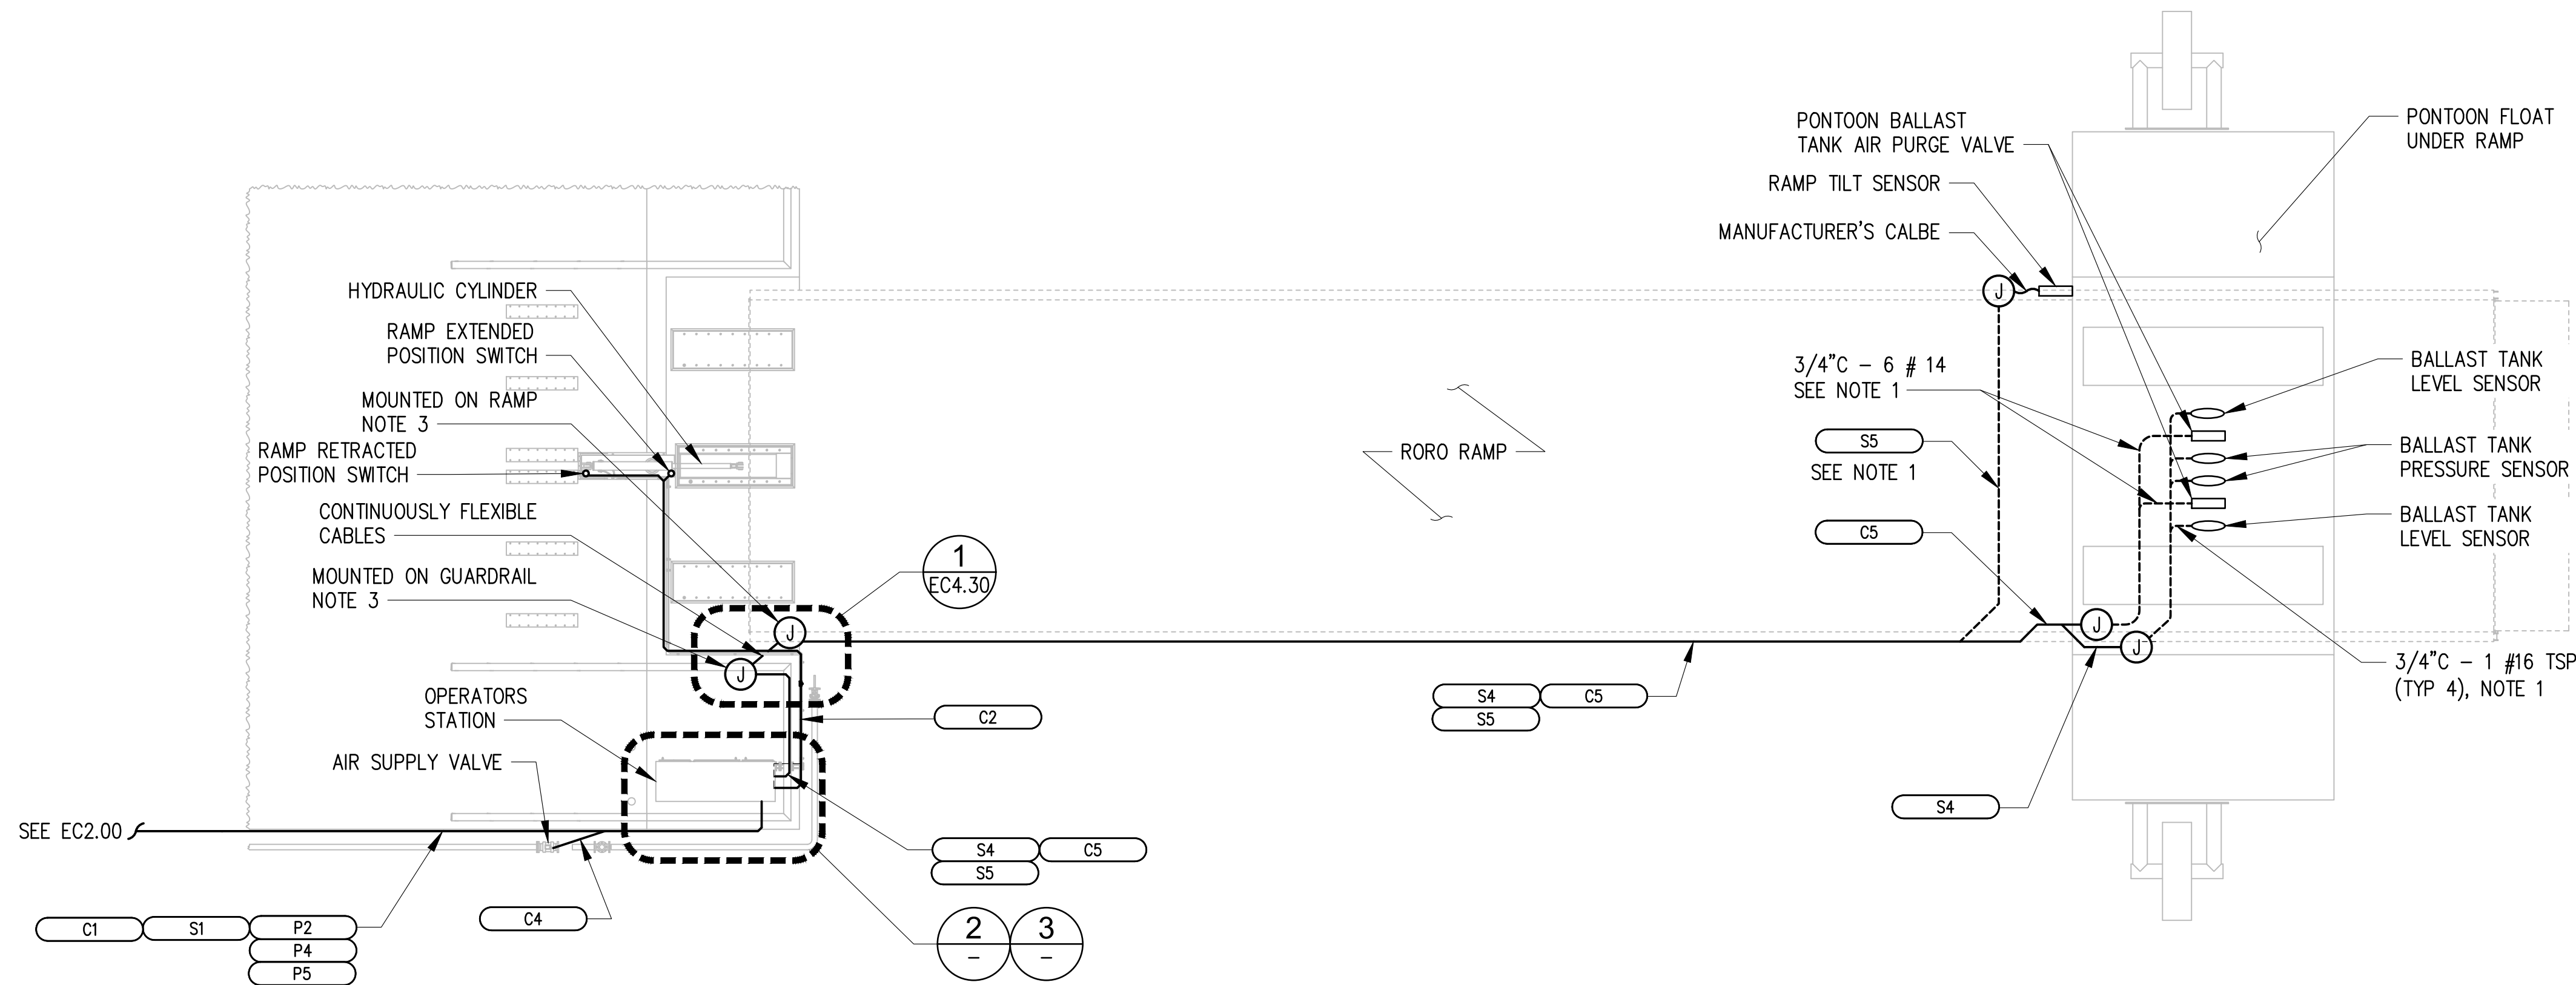 PONTOON BALLAST
TANK AIR PURGE VALVE
RAMP TILT SENSOR
MANUFACTURER'S CALBE
PONTOON FLOAT
UNDER RAMP
HYDRAULIC CYLINDER
RAMP EXTENDED
POSITION SWITCH
MOUNTED ON RAMP
NOTE 3
RAMP RETRACTED
POSITION SWITCH
CONTINUOUSLY FLEXIBLE
CABLES
MOUNTED ON GUARDRAIL
NOTE 3
OPERATORS
STATION
AIR SUPPLY VALVE
SEE EC2.00
C1 S1 P2
P4
P5
C4
J
J
1
EC4.30
C2
S4 C5
S5
2
-
3
-
RORO RAMP
S4 C5
S5
J
3/4"C - 6 # 14
SEE NOTE 1
S5
SEE NOTE 1
C5
J
J
S4
BALLAST TANK
LEVEL SENSOR
BALLAST TANK
PRESSURE SENSOR
BALLAST TANK
LEVEL SENSOR
3/4"C - 1 #16 TSP
(TYP 4), NOTE 1